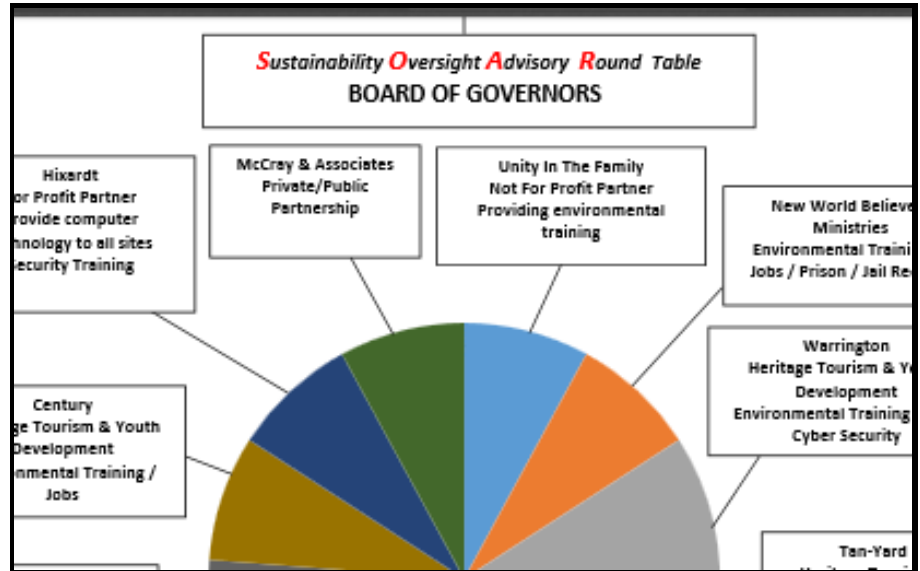 Sustainability Oversight Advisory Round Table
BOARD OF GOVERNORS
Hixardt
or Profit Partner
rovide computer
hnology to all sites
ecurity Training
McCray & Associates
Private/Public
Partnership
Unity In The Family
Not For Profit Partner
Providing environmental
training
New World Believe
Ministries
Environmental Traini
Jobs / Prison / Jail Re
Warrington
Heritage Tourism & Yo
Development
Environmental Training
Cyber Security
Century
ge Tourism & Youth
Development
onmental Training /
Jobs
Tan-Yard